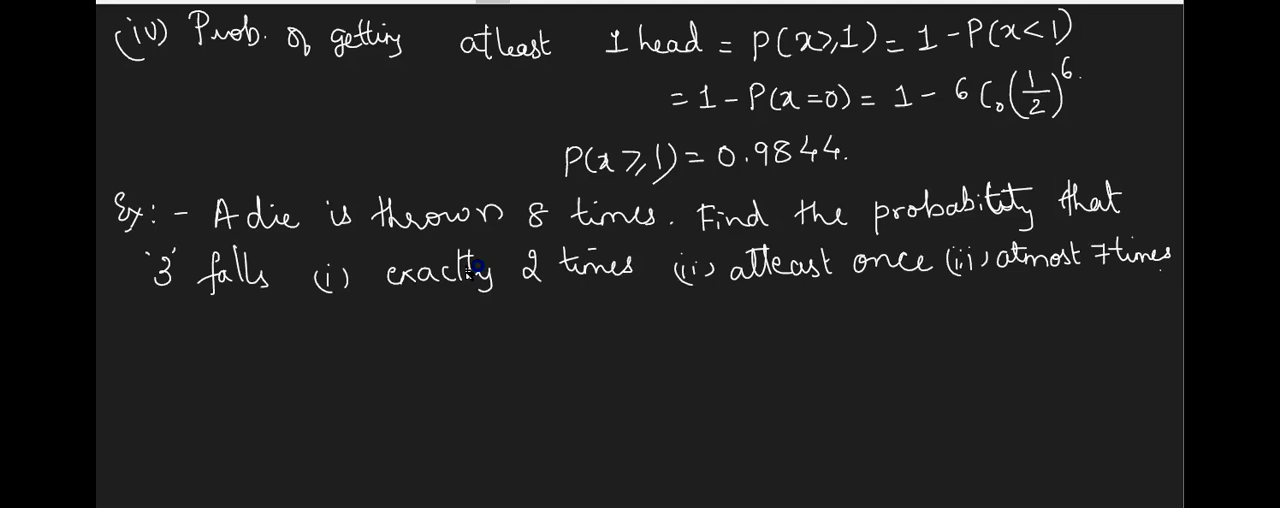 (iv) Prob. of getting atleast 1 head = P(x≥1) = 1 - P(x<1)
= 1 - P(x=0) = 1 - 6C₀(1/2)⁶.
P(x≥1) = 0.9844.
Ex:- A die is thrown 8 times. Find the probability that
'3' falls (i) exactly 2 times (ii) atleast once (iii) atmost 7 times.